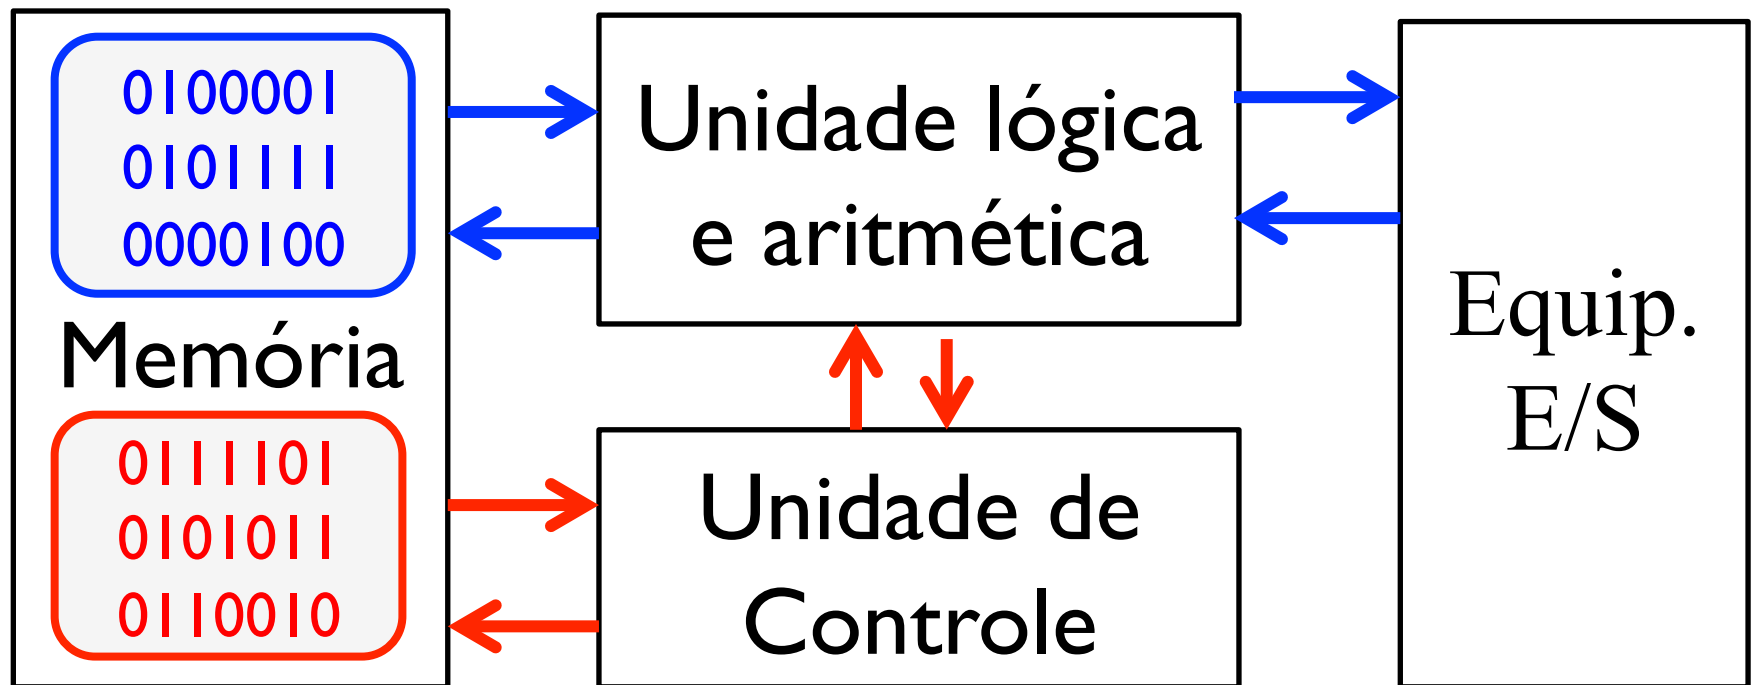 0100001
0101111
0000100
Memória
0111101
0101011
0110010
Unidade lógica
e aritmética
Unidade de
Controle
Equip.
E/S